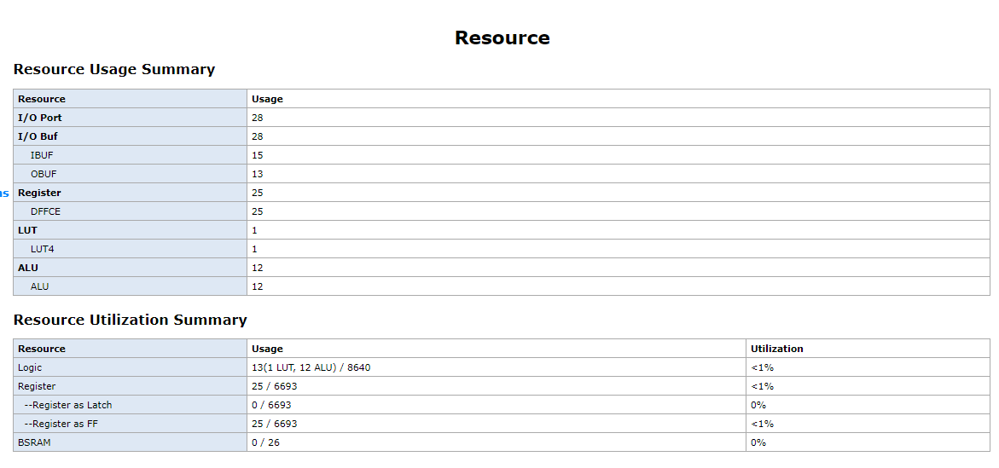 Resource
Resource Usage Summary
Resource Usage
I/O Port 28
I/O Buf 28
IBUF 15
OBUF 13
Register 25
DFFCE 25
LUT 1
LUT4 1
ALU 12
ALU 12
Resource Utilization Summary
Resource Usage Utilization
Logic 13(1 LUT, 12 ALU) / 8640 <1%
Register 25 / 6693 <1%
--Register as Latch 0 / 6693 0%
--Register as FF 25 / 6693 <1%
BSRAM 0 / 26 0%